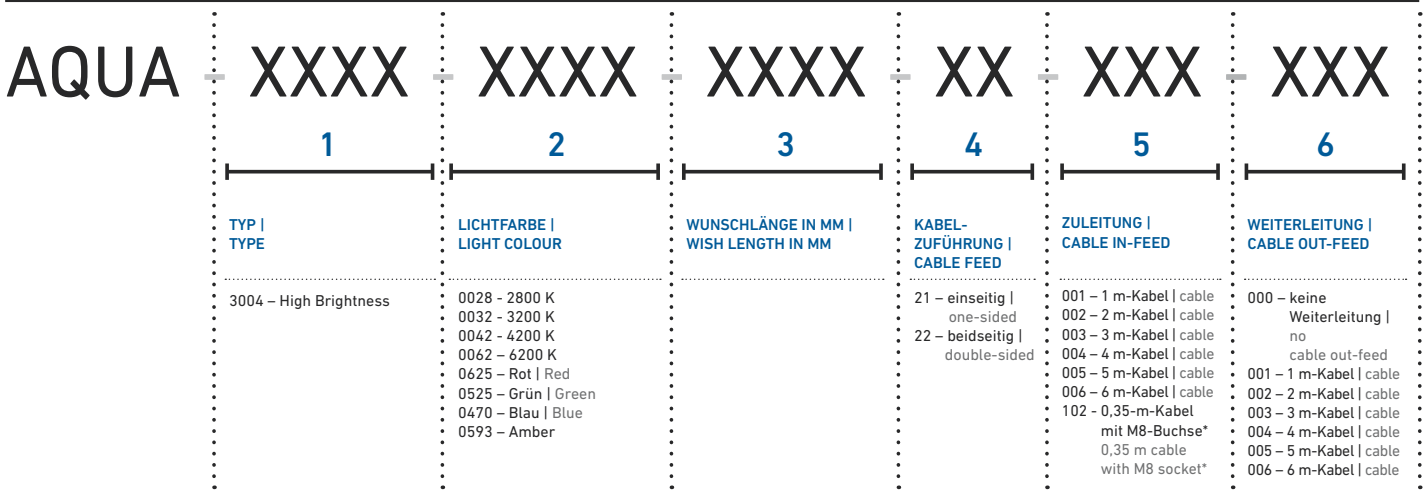 AQUA - XXXX - XXXX - XXXX - XX - XXX - XXX
1 2 3 4 5 6
TYP |
TYPE
3004 – High Brightness
LICHTFARBE |
LIGHT COLOUR
0028 - 2800 K
0032 - 3200 K
0042 - 4200 K
0062 – 6200 K
0625 – Rot | Red
0525 – Grün | Green
0470 – Blau | Blue
0593 – Amber
WUNSCHLÄNGE IN MM |
WISH LENGTH IN MM
KABEL-
ZUFÜHRUNG |
CABLE FEED
21 – einseitig |
one-sided
22 – beidseitig |
double-sided
ZULEITUNG |
CABLE IN-FEED
001 – 1 m-Kabel | cable
002 – 2 m-Kabel | cable
003 – 3 m-Kabel | cable
004 – 4 m-Kabel | cable
005 – 5 m-Kabel | cable
006 – 6 m-Kabel | cable
102 - 0,35-m-Kabel
mit M8-Buchse*
0,35 m cable
with M8 socket*
WEITERLEITUNG |
CABLE OUT-FEED
000 – keine
Weiterleitung |
no
cable out-feed
001 – 1 m-Kabel | cable
002 – 2 m-Kabel | cable
003 – 3 m-Kabel | cable
004 – 4 m-Kabel | cable
005 – 5 m-Kabel | cable
006 – 6 m-Kabel | cable